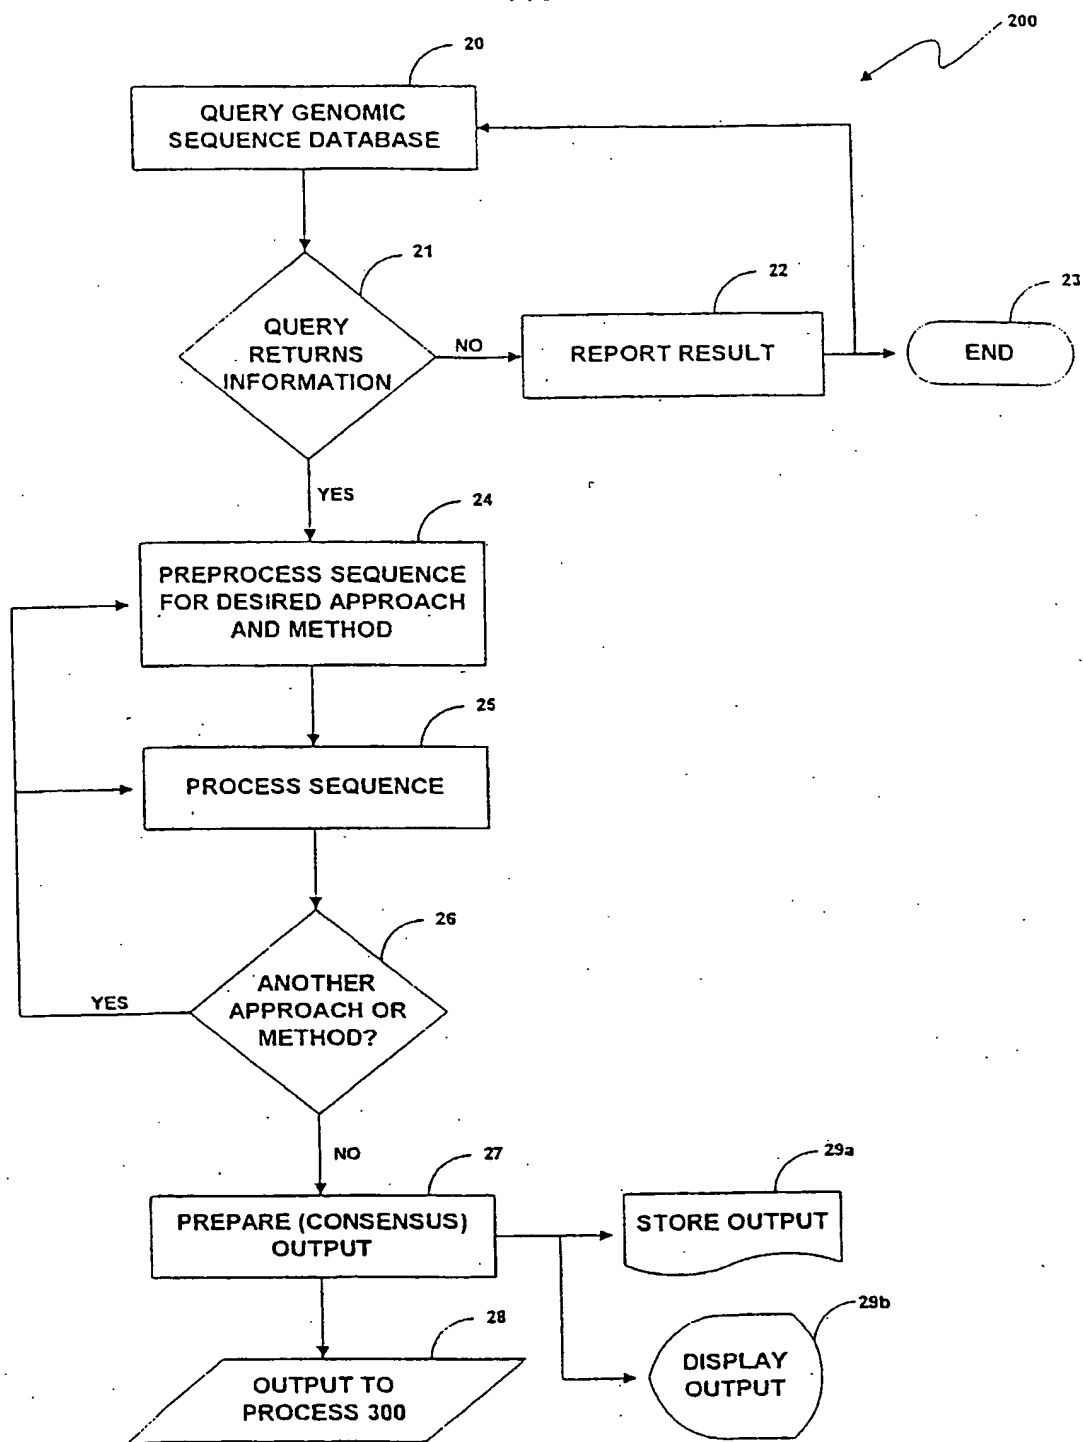 200
20
QUERY GENOMIC
SEQUENCE DATABASE
21
QUERY
RETURNS
INFORMATION
NO
22
REPORT RESULT
23
END
YES
24
PREPROCESS SEQUENCE
FOR DESIRED APPROACH
AND METHOD
25
PROCESS SEQUENCE
26
ANOTHER
APPROACH OR
METHOD?
YES
NO
27
PREPARE (CONSENSUS)
OUTPUT
29a
STORE OUTPUT
28
OUTPUT TO
PROCESS 300
29b
DISPLAY
OUTPUT